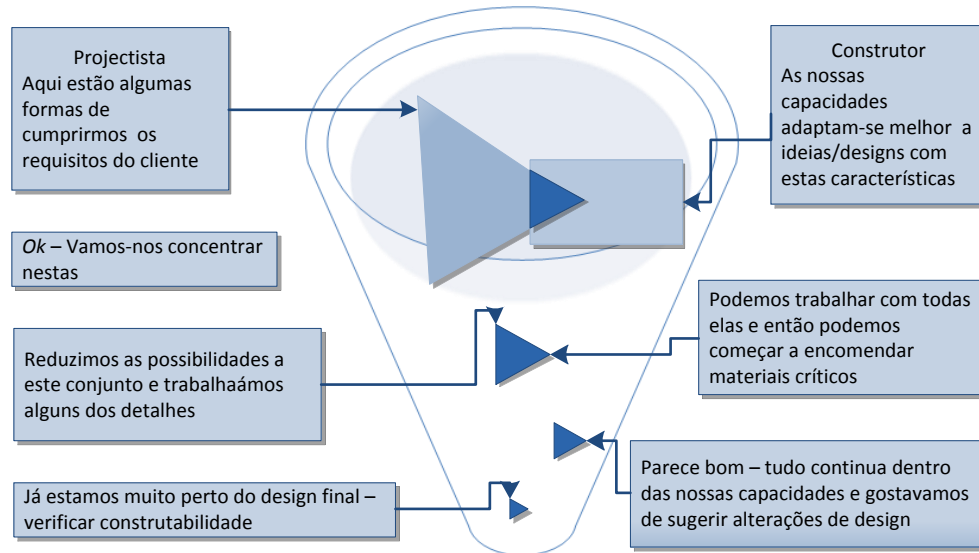 Projectista
Aqui estão algumas
formas de
cumprirmos os
requisitos do cliente
Construtor
As nossas
capacidades
adaptam-se melhor a
ideias/designs com
estas características
Ok – Vamos-nos concentrar
nestas
Podemos trabalhar com todas
elas e então podemos
começar a encomendar
materiais críticos
Reduzimos as possibilidades a
este conjunto e trabalhaámos
alguns dos detalhes
Parece bom – tudo continua dentro
das nossas capacidades e gostavamos
de sugerir alterações de design
Já estamos muito perto do design final –
verificar construtabilidade